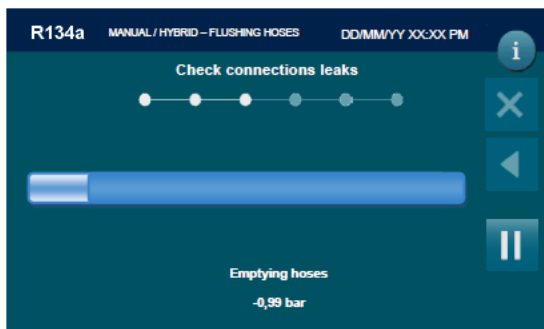 R134a MANUAL / HYBRID – FLUSHING HOSES DD/MM/YY XX:XX PM
i
Check connections leaks
Emptying hoses
-0,99 bar